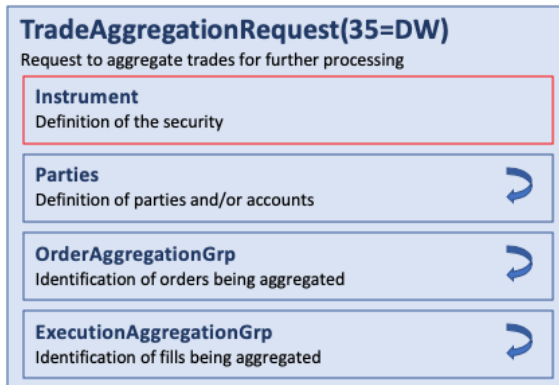 TradeAggregationRequest(35=DW)
Request to aggregate trades for further processing
Instrument
Definition of the security
Parties
Definition of parties and/or accounts
OrderAggregationGrp
Identification of orders being aggregated
ExecutionAggregationGrp
Identification of fills being aggregated